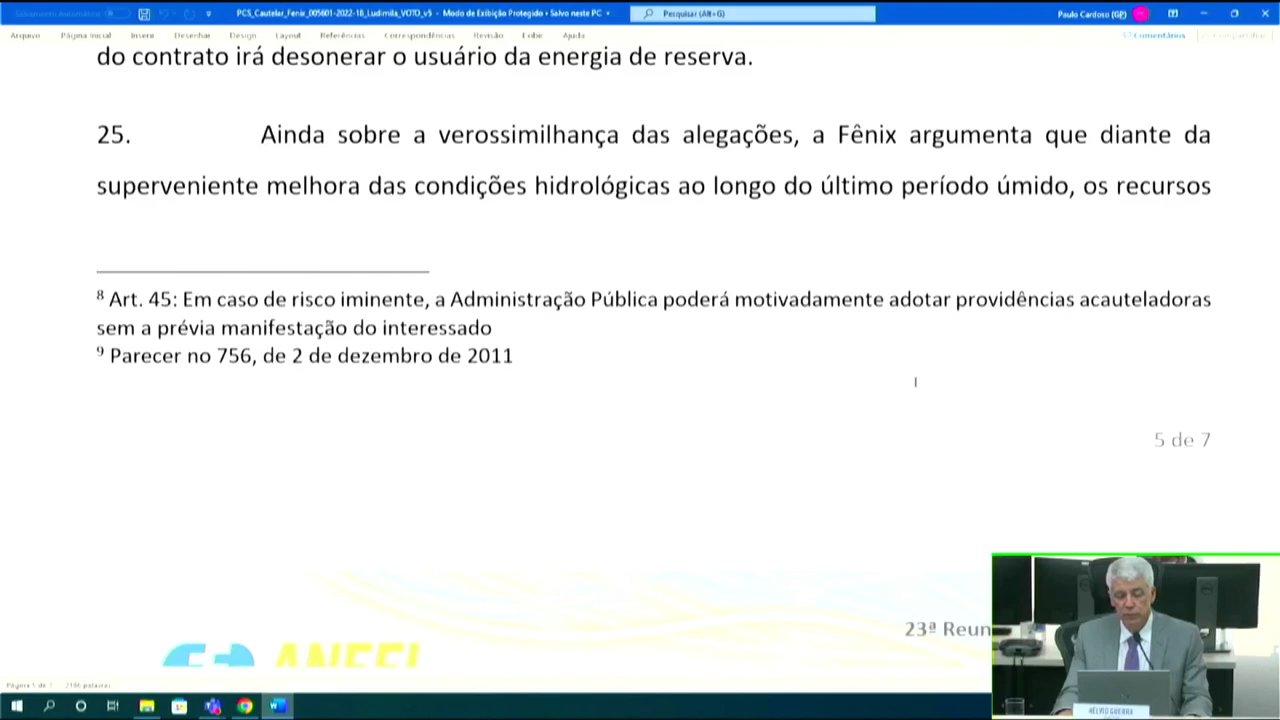 PCS_Cautelar_Fenix_005601-2022-18_Ludimila_VOTO_v5 - Modo de Exibição Protegido • Salvo neste PC
Pesquisar (Alt+G)
Paulo Cardoso (GP)
Arquivo Página inicial Inserir Desenhar Design Layout Referências Correspondências Revisão Exibir Ajuda Comentários
do contrato irá desonerar o usuário da energia de reserva.
25. Ainda sobre a verossimilhança das alegações, a Fênix argumenta que diante da
superveniente melhora das condições hidrológicas ao longo do último período úmido, os recursos
8 Art. 45: Em caso de risco iminente, a Administração Pública poderá motivadamente adotar providências acauteladoras
sem a prévia manifestação do interessado
9 Parecer no 756, de 2 de dezembro de 2011
5 de 7
23ª Reun
ANEEL
HÉLVIO GUERRA